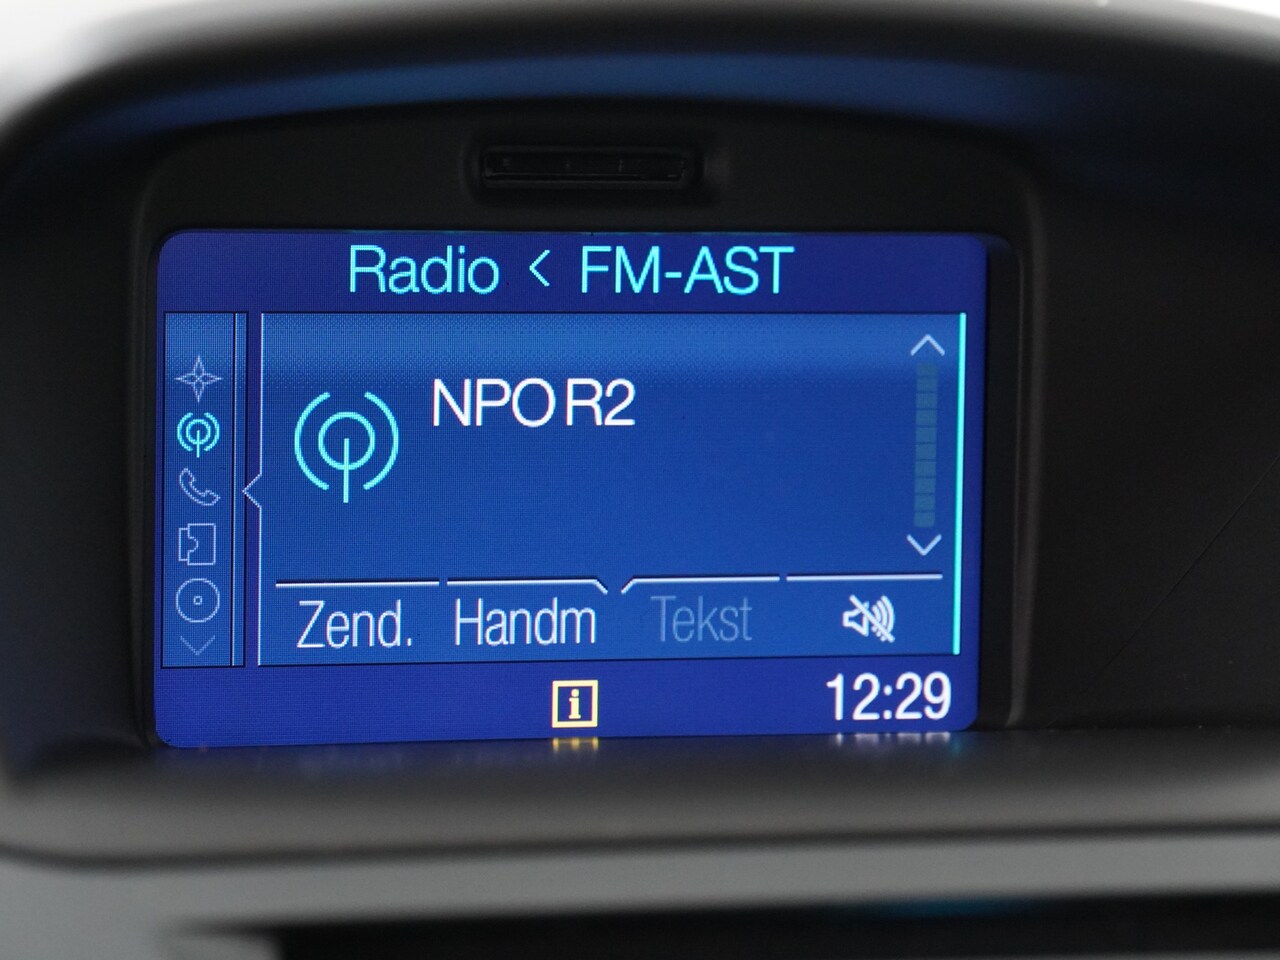 Radio < FM-AST
NPO R2
Zend. Handm Tekst
i 12:29